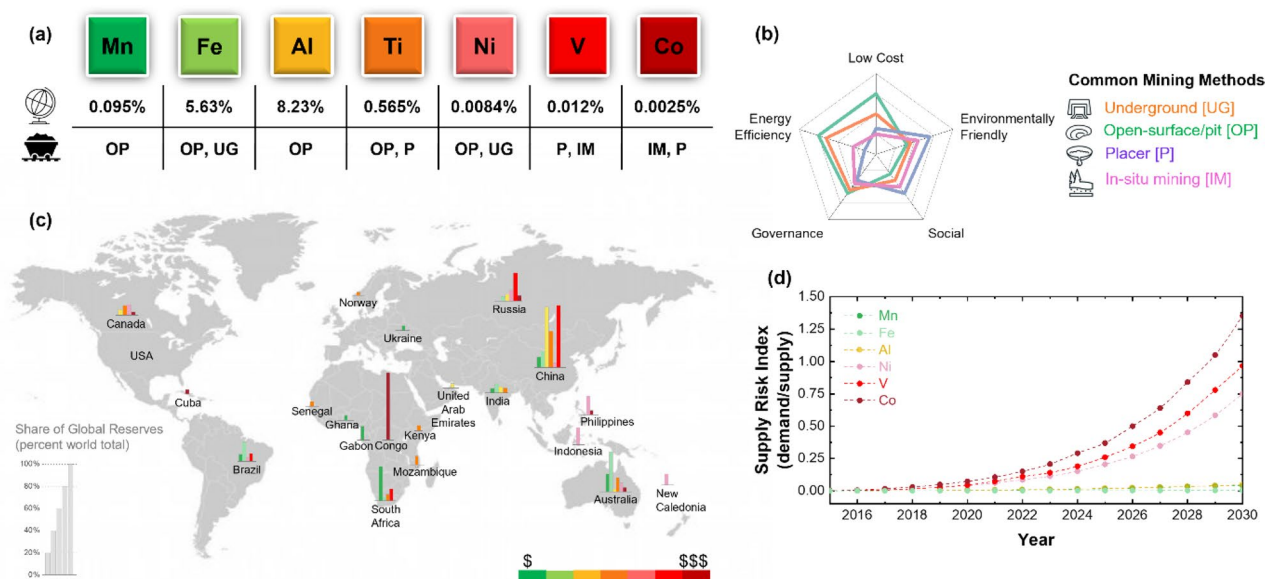 (a)
Mn Fe Al Ti Ni V Co
0.095% 5.63% 8.23% 0.565% 0.0084% 0.012% 0.0025%
OP OP, UG OP OP, P OP, UG P, IM IM, P
(b)
Low Cost
Environmentally
Friendly
Social
Governance
Energy
Efficiency
Common Mining Methods
Underground [UG]
Open-surface/pit [OP]
Placer [P]
In-situ mining [IM]
(c)
Canada
USA
Cuba
Brazil
Norway
Ukraine
Russia
China
India
United
Arab
Emirates
Senegal
Ghana
Gabon
Congo
Kenya
Mozambique
South
Africa
Philippines
Indonesia
Australia
New
Caledonia
Share of Global Reserves
(percent world total)
100%
80%
60%
40%
20%
0%
$ $$$
(d)
Supply Risk Index
(demand/supply)
1.50
1.25
1.00
0.75
0.50
0.25
0.00
Mn
Fe
Al
Ni
V
Co
2016 2018 2020 2022 2024 2026 2028 2030
Year